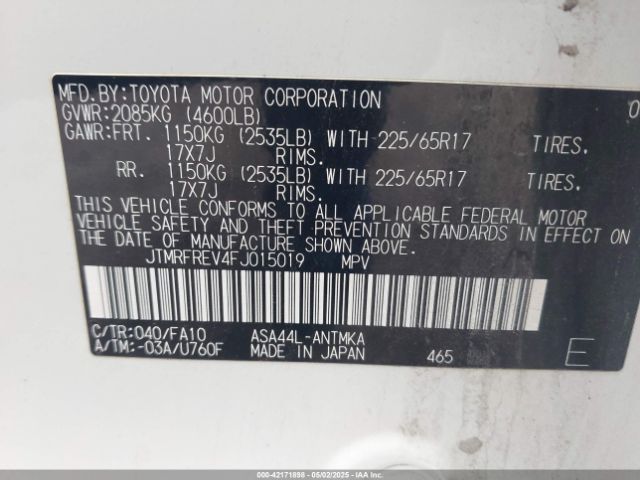 MFD. BY: TOYOTA MOTOR CORPORATION
GVWR: 2085KG (4600LB)
GAWR: FRT. 1150KG (2535LB) WITH 225/65R17 TIRES.
17X7J RIMS.
RR. 1150KG (2535LB) WITH 225/65R17 TIRES.
17X7J RIMS.
THIS VEHICLE CONFORMS TO ALL APPLICABLE FEDERAL MOTOR
VEHICLE SAFETY AND THEFT PREVENTION STANDARDS IN EFFECT ON
THE DATE OF MANUFACTURE SHOWN ABOVE.
JTMRFREV4FJ015019 MPV
C/TR: 040/FA10 ASA44L-ANTMKA
A/TM: -03A/U760F MADE IN JAPAN 465 E
000-42171898 - 05/02/2025 - IAAI.COM